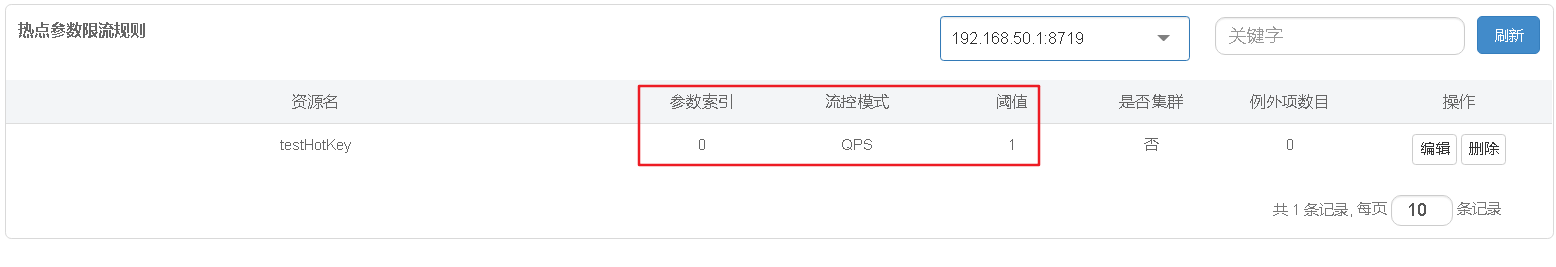 热点参数限流规则 192.168.50.1:8719 关键字 刷新
资源名 参数索引 流控模式 阈值 是否集群 例外项数目 操作
testHotKey 0 QPS 1 否 0 编辑 删除
共 1 条记录, 每页 10 条记录